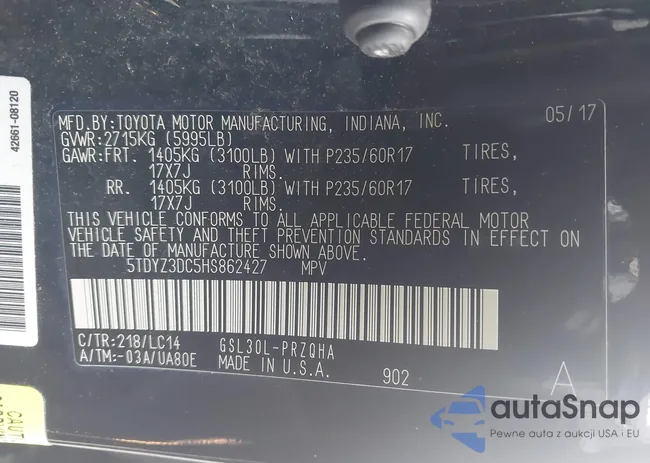 42661-08120
MFD.BY:TOYOTA MOTOR MANUFACTURING, INDIANA, INC. 05/17
GVWR:2715KG (5995LB)
GAWR:FRT. 1405KG (3100LB) WITH P235/60R17 TIRES,
17X7J RIMS.
RR. 1405KG (3100LB) WITH P235/60R17 TIRES,
17X7J RIMS.
THIS VEHICLE CONFORMS TO ALL APPLICABLE FEDERAL MOTOR
VEHICLE SAFETY AND THEFT PREVENTION STANDARDS IN EFFECT ON
THE DATE OF MANUFACTURE SHOWN ABOVE.
5TDYZ3DC5HS862427 MPV
C/TR:218/LC14 GSL30L-PRZQHA
A/TM:-03A/UA80E MADE IN U.S.A. 902 A
autaSnap
Pewne auta z aukcji USA i EU